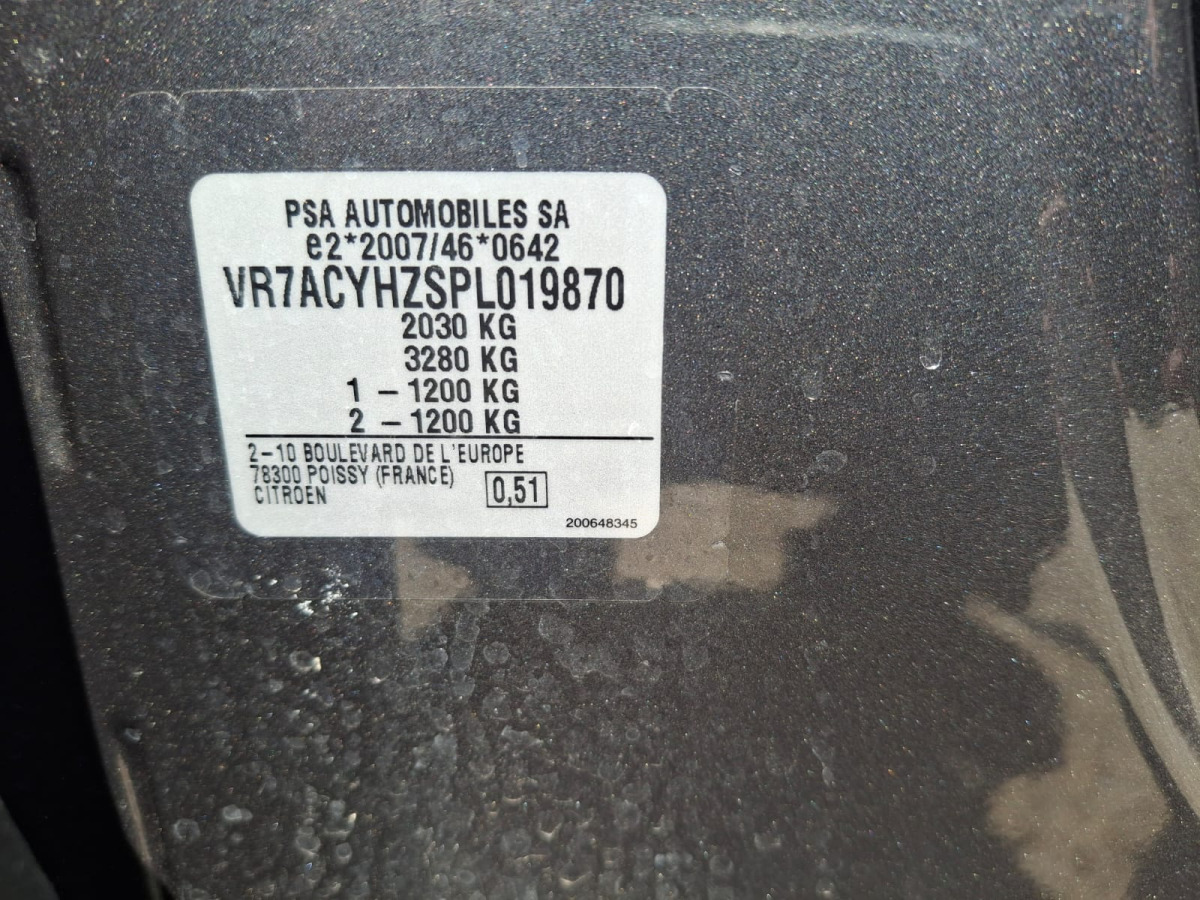 PSA AUTOMOBILES SA
e2*2007/46*0642
VR7ACYHZSPL019870
2030 KG
3280 KG
1 – 1200 KG
2 – 1200 KG
2–10 BOULEVARD DE L'EUROPE
78300 POISSY (FRANCE)
CITROEN
0,51
200648345